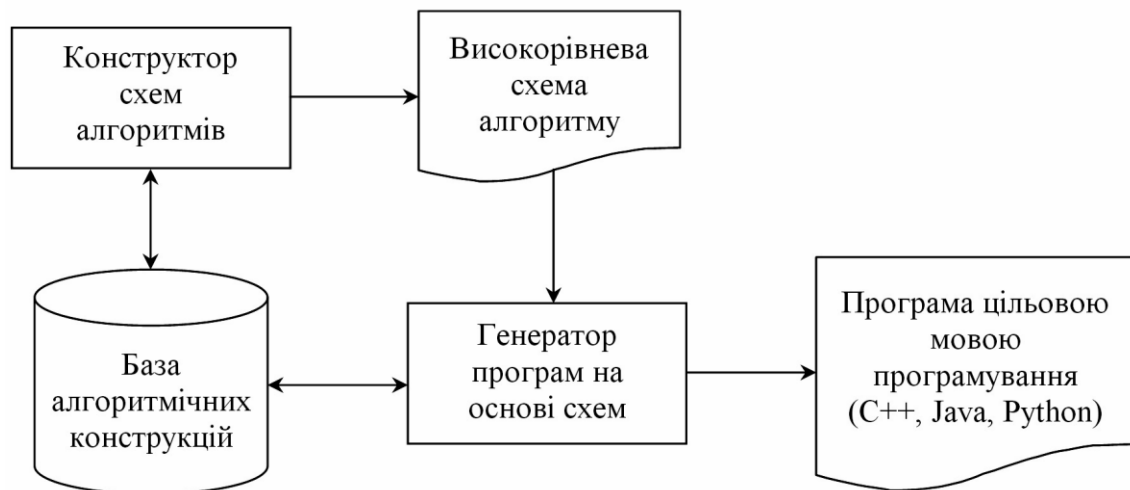 Конструктор
схем
алгоритмів
Високорівнева
схема
алгоритму
База
алгоритмічних
конструкцій
Генератор
програм на
основі схем
Програма цільовою
мовою
програмування
(C++, Java, Python)